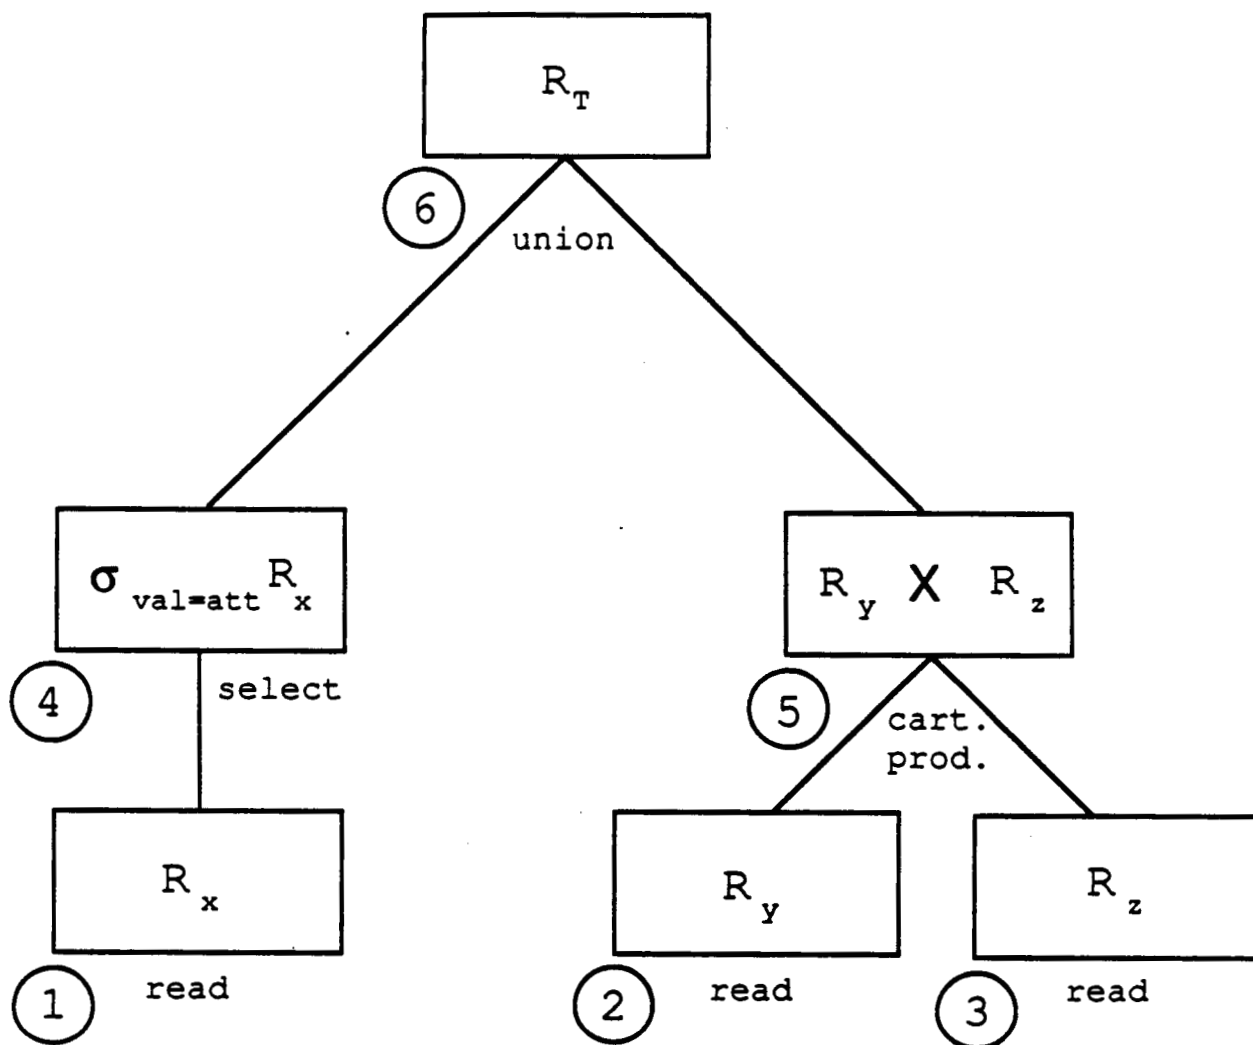 R_T
6
union
σ_val=att R_x
R_y X R_z
4
select
5
cart.
prod.
R_x
R_y
R_z
1
read
2
read
3
read